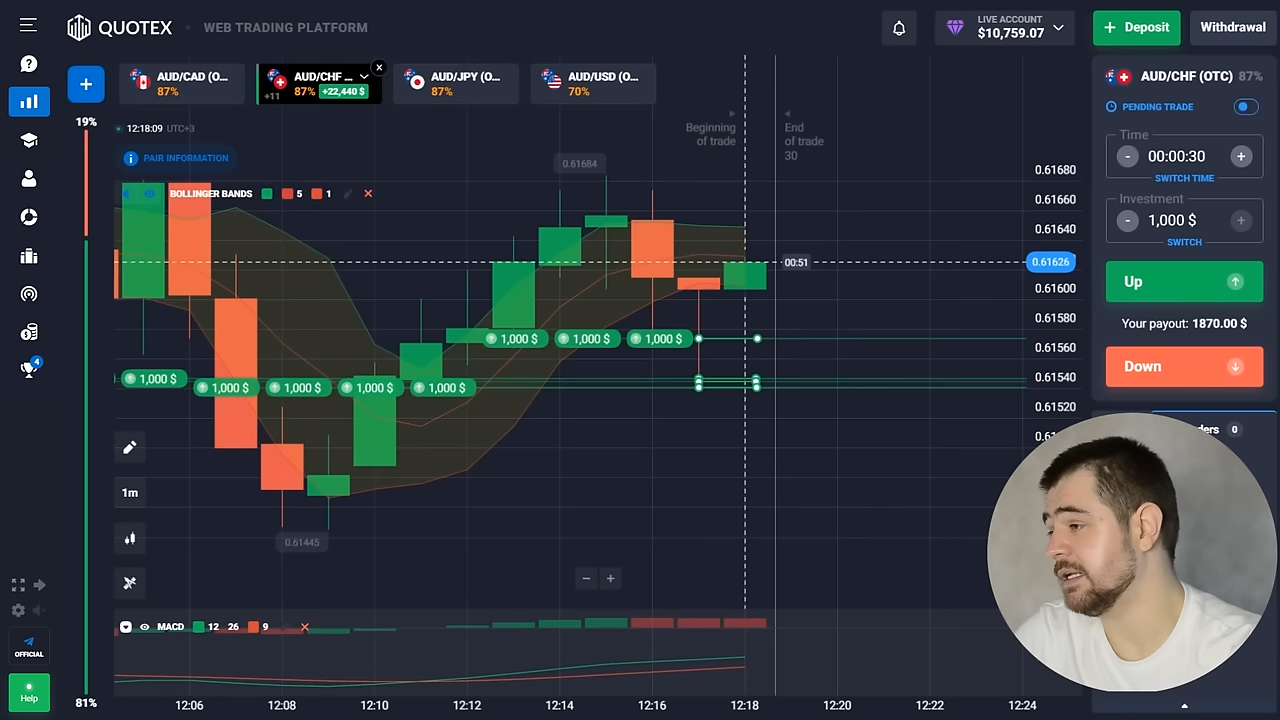 QUOTEX
WEB TRADING PLATFORM
LIVE ACCOUNT
$10,759.07
+ Deposit
Withdrawal
+
AUD/CAD (O...
87%
AUD/CHF ...
+11
87% +22,440 $
AUD/JPY (O...
87%
AUD/USD (O...
70%
AUD/CHF (OTC) 87%
PENDING TRADE
Time
- 00:00:30 +
SWITCH TIME
Investment
- 1,000 $ +
SWITCH
Up
Your payout: 1870.00 $
Down
0
19%
81%
12:18:09 UTC+3
PAIR INFORMATION
BOLLINGER BANDS 5 1
Beginning
of trade
End
of trade
30
0.61684
0.61445
00:51
0.61680
0.61660
0.61640
0.61626
0.61600
0.61580
0.61560
0.61540
0.61520
1,000 $
1,000 $
1,000 $
1,000 $
1,000 $
1,000 $
1,000 $
1,000 $
1m
- +
MACD 12 26 9
12:06
12:08
12:10
12:12
12:14
12:16
12:18
12:20
12:22
12:24
4
OFFICIAL
Help